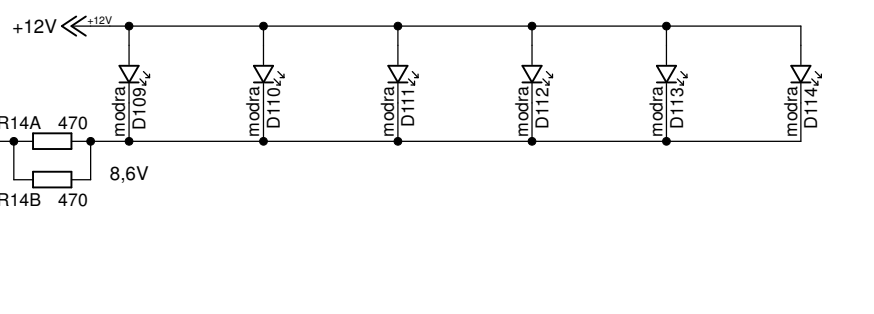 +12V +12V
modra D109 modra D110 modra D111 modra D112 modra D113 modra D114
R14A 470
8,6V
R14B 470